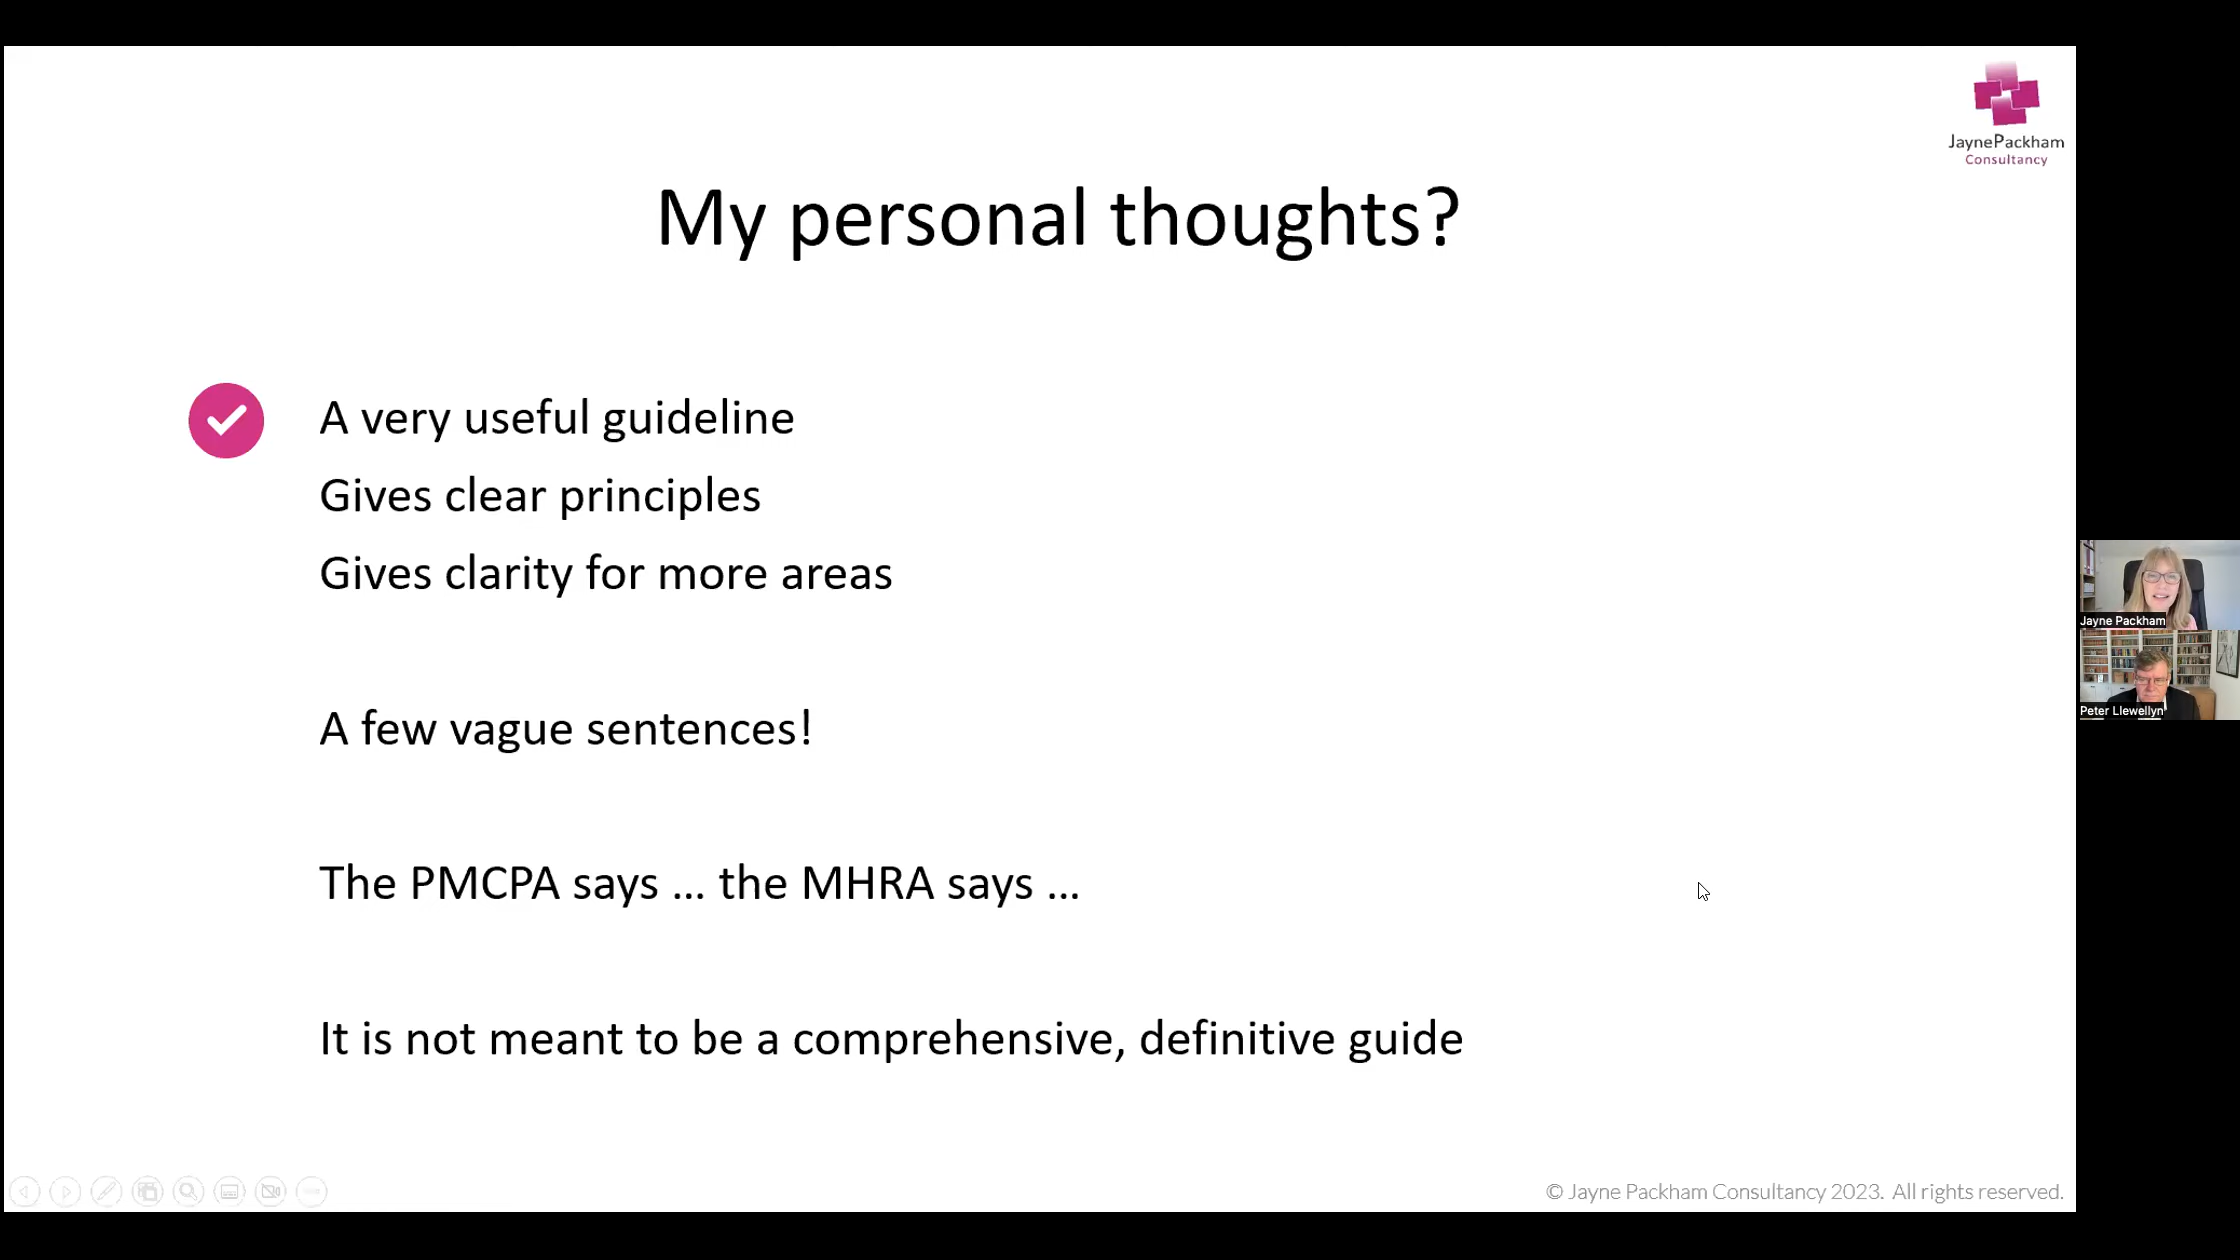 JaynePackham
Consultancy
My personal thoughts?
A very useful guideline
Gives clear principles
Gives clarity for more areas
A few vague sentences!
The PMCPA says ... the MHRA says ...
It is not meant to be a comprehensive, definitive guide
Jayne Packham
Peter Llewellyn
© Jayne Packham Consultancy 2023. All rights reserved.